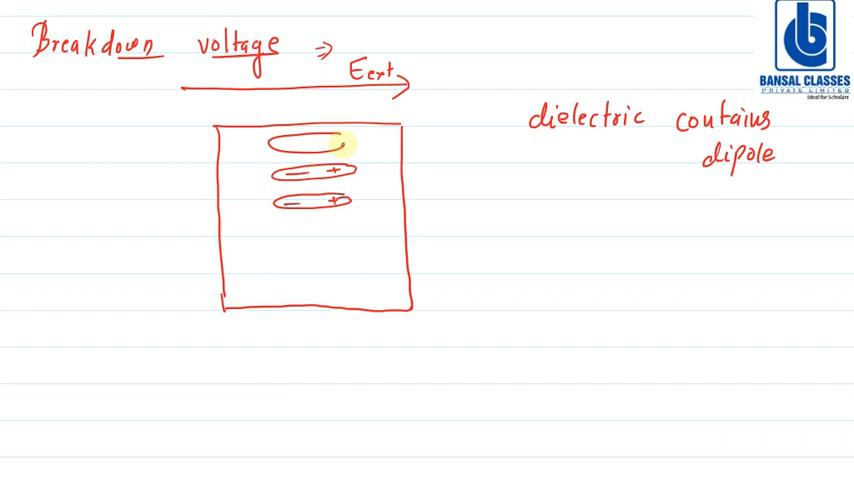 Breakdown voltage ⇒
Eext
dielectric contains
dipole
- +
- +
BANSAL CLASSES
PRIVATE LIMITED
Ideal for Scholars